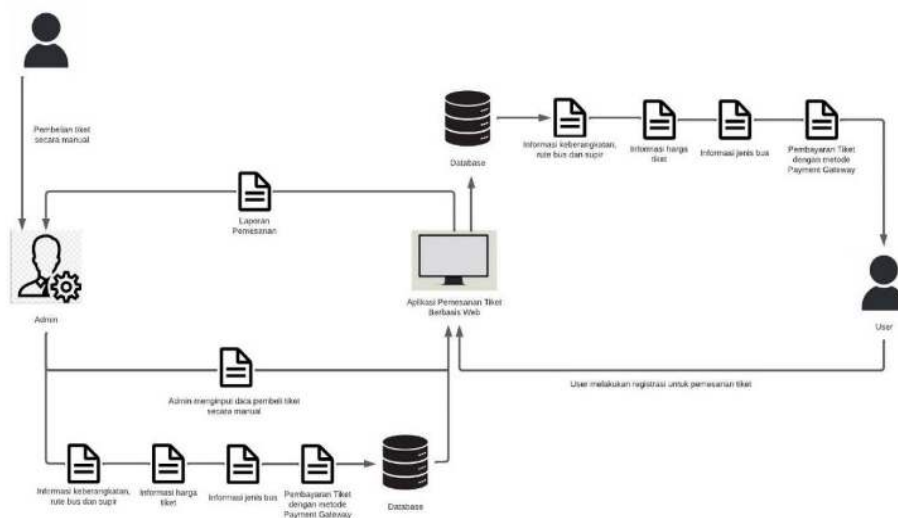 Pembelian tiket
secara manual
Database
Informasi keberangkatan,
rute bus dan supir
Informasi harga
tiket
Informasi jenis bus
Pembayaran Tiket
dengan metode
Payment Gateway
Laporan
Pemesanan
Admin
Aplikasi Pemesanan Tiket
Berbasis Web
User
User melakukan registrasi untuk pemesanan tiket
Admin menginput data pembeli tiket
secara manual
Informasi keberangkatan,
rute bus dan supir
Informasi harga
tiket
Informasi jenis bus
Pembayaran Tiket
dengan metode
Payment Gateway
Database